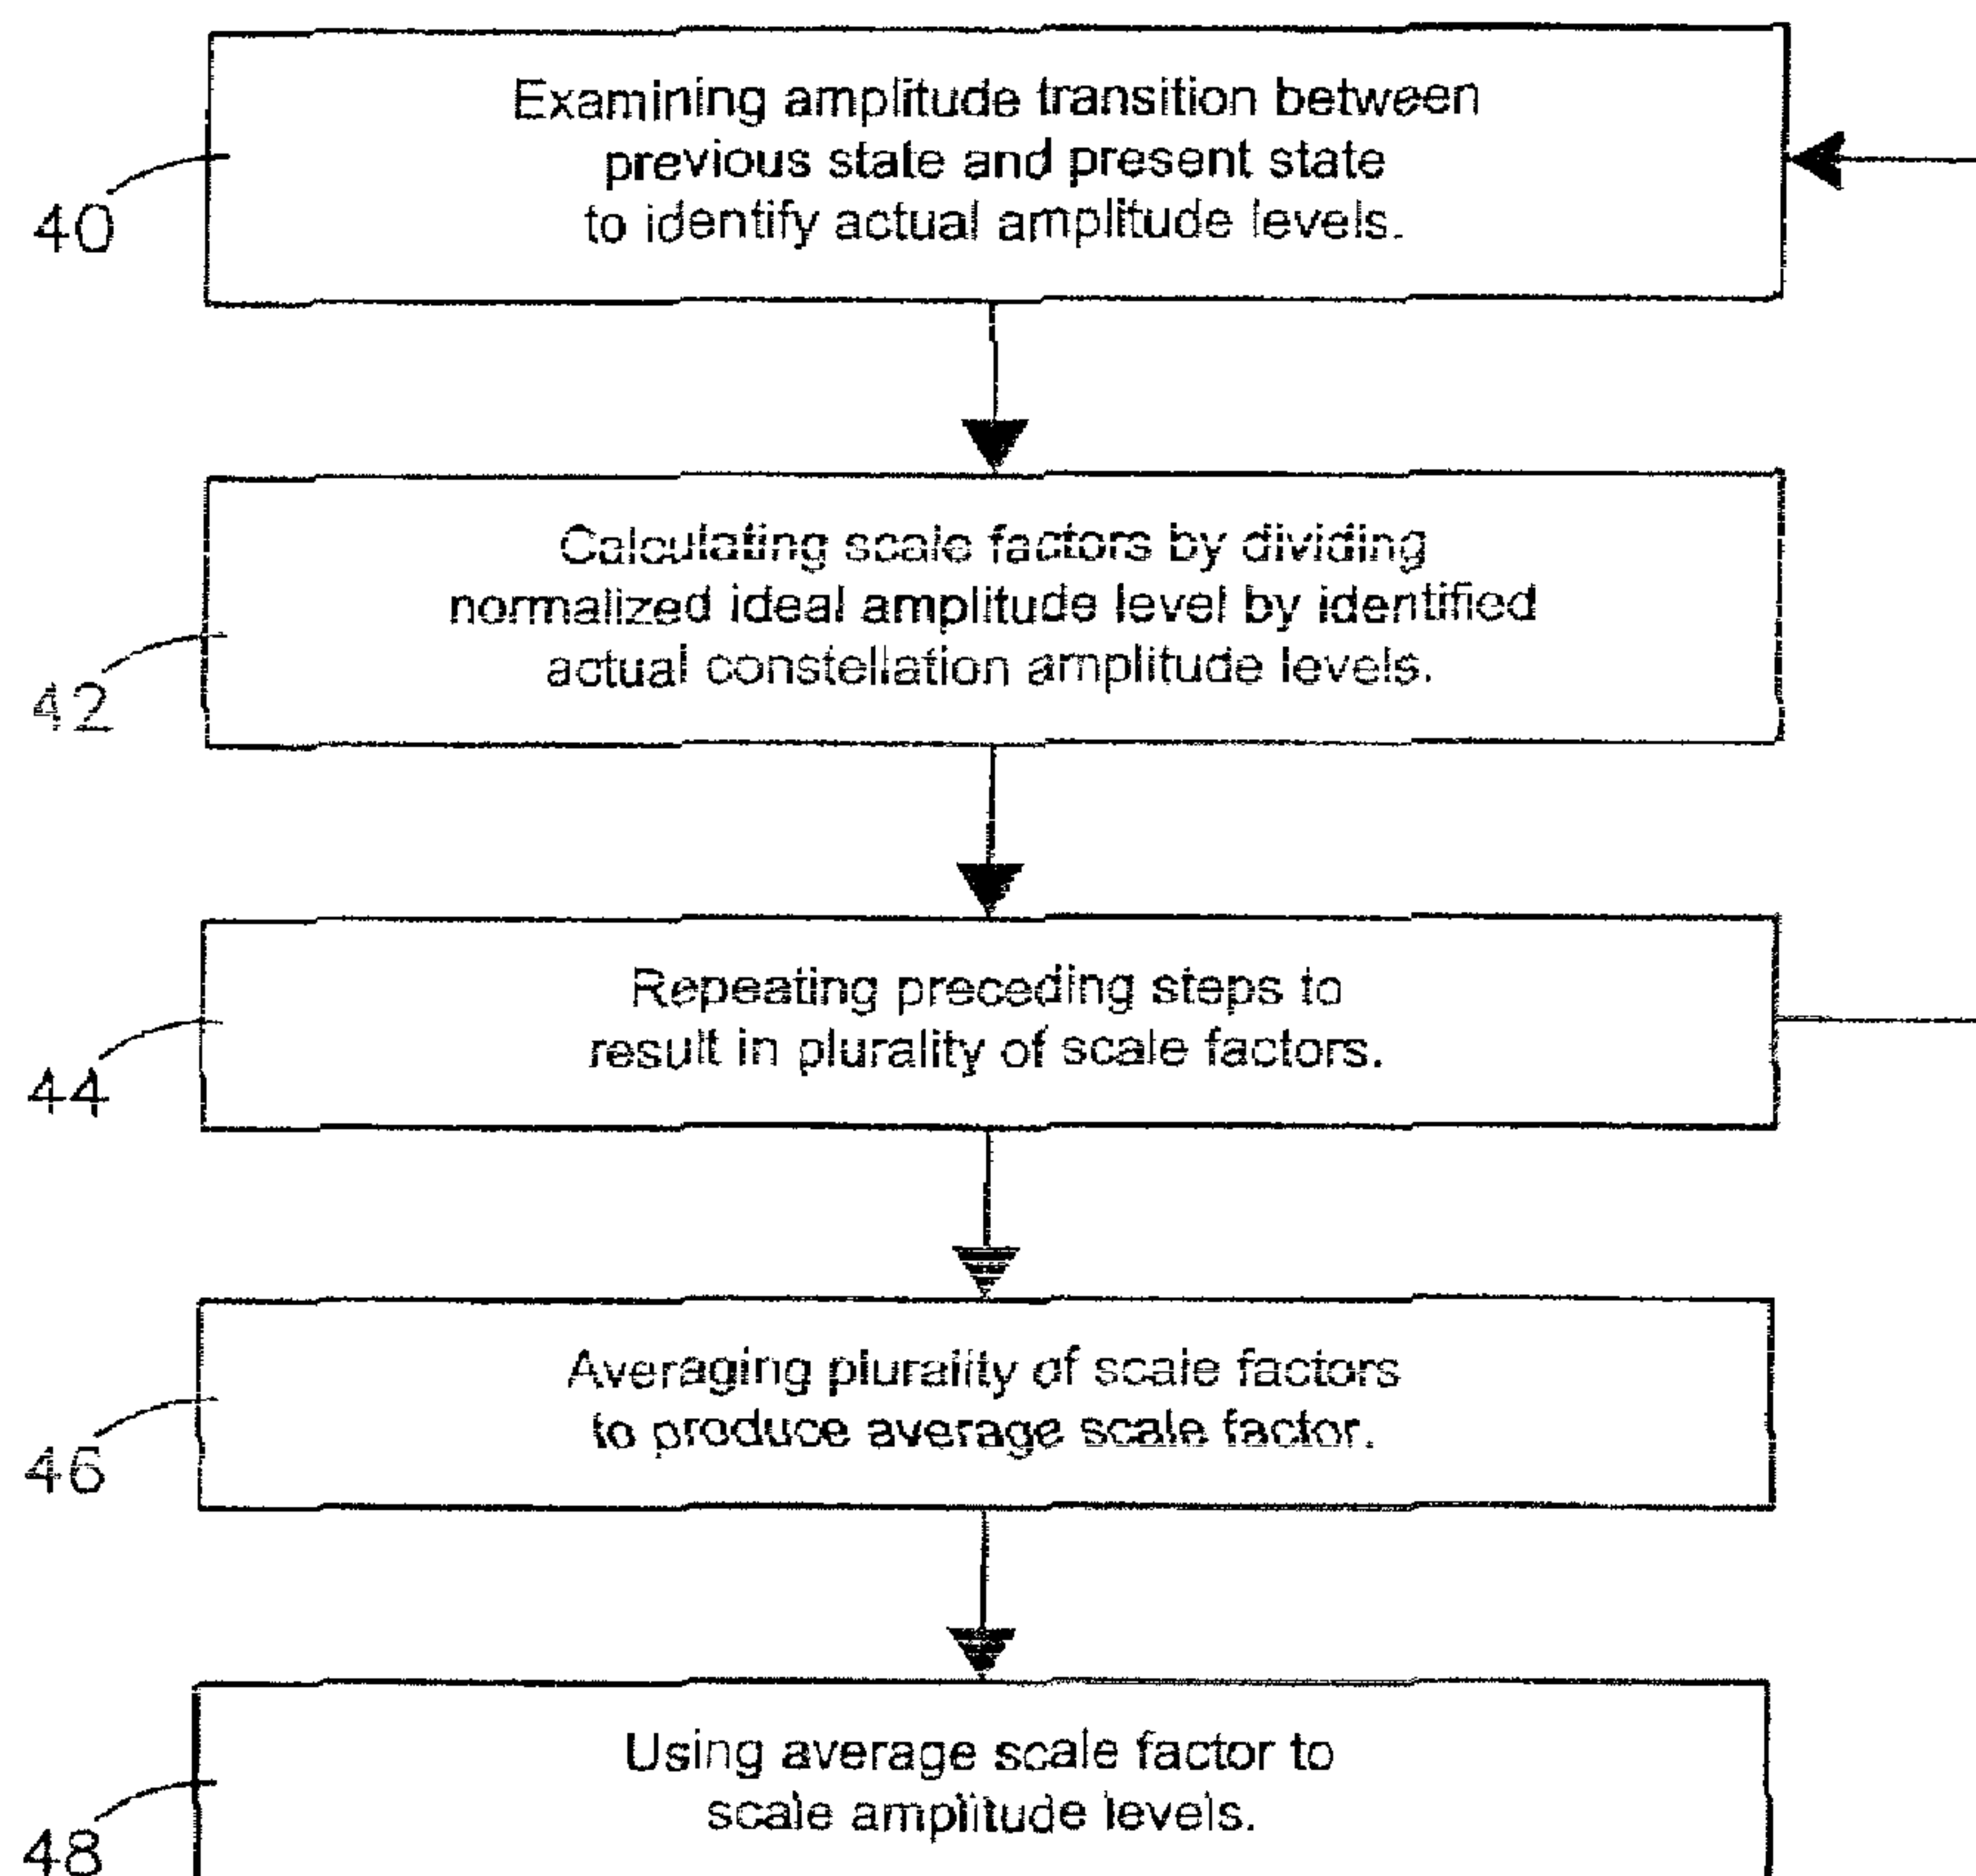 Examining amplitude transition between
previous state and present state
to identify actual amplitude levels.
40
Calculating scale factors by dividing
normalized ideal amplitude level by identified
actual constellation amplitude levels.
42
Repeating preceding steps to
result in plurality of scale factors.
44
Averaging plurality of scale factors
to produce average scale factor.
46
Using average scale factor to
scale amplitude levels.
48